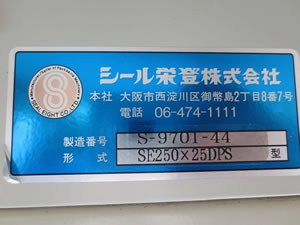 シール栄登株式会社
本社 大阪市西淀川区御幣島2丁目8番7号
電話 06-474-1111
製造番号 S-9701-44
形式 SE250×25DPS 型
SEAL EIGHT CO.,LTD.